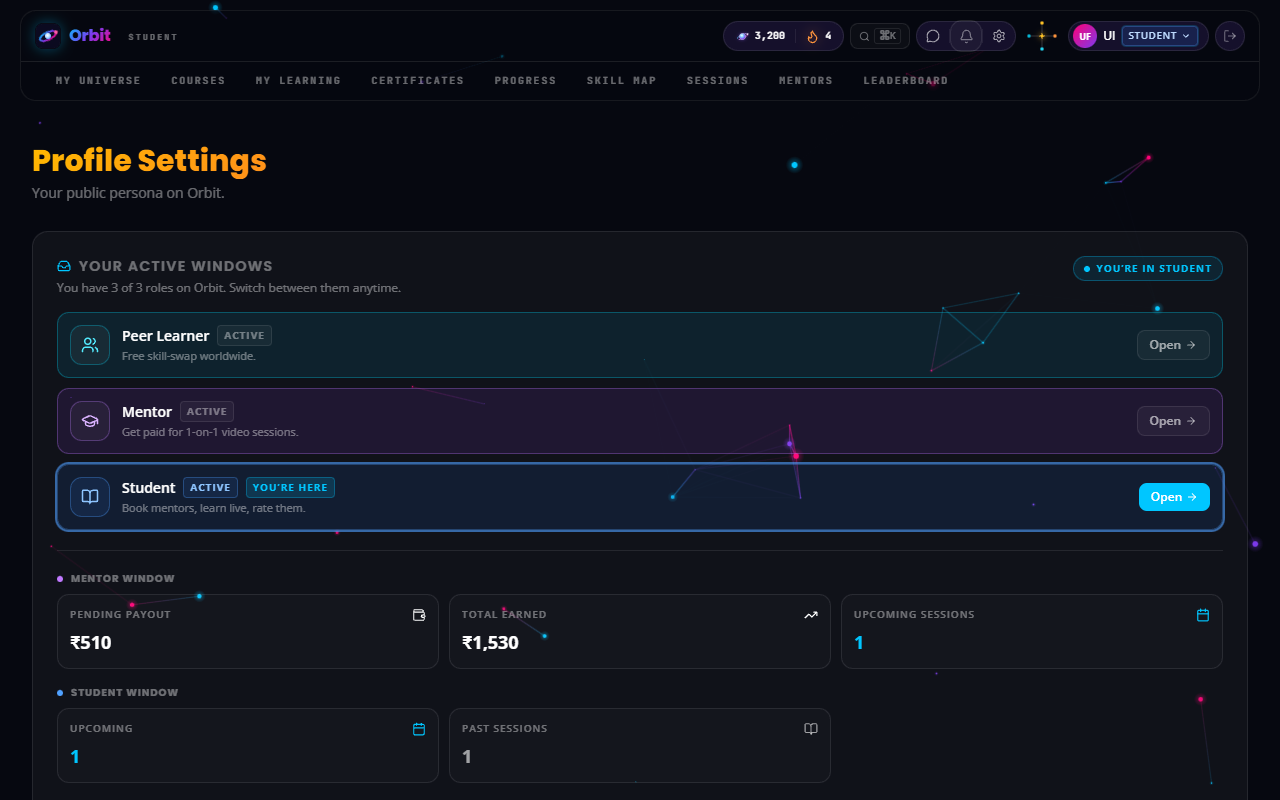 Orbit STUDENT 3,200 4 ⌘K UF UI STUDENT
MY UNIVERSE COURSES MY LEARNING CERTIFICATES PROGRESS SKILL MAP SESSIONS MENTORS LEADERBOARD
Profile Settings
Your public persona on Orbit.
YOUR ACTIVE WINDOWS
YOU'RE IN STUDENT
You have 3 of 3 roles on Orbit. Switch between them anytime.
Peer Learner ACTIVE
Free skill-swap worldwide.
Open →
Mentor ACTIVE
Get paid for 1-on-1 video sessions.
Open →
Student ACTIVE YOU'RE HERE
Book mentors, learn live, rate them.
Open →
MENTOR WINDOW
PENDING PAYOUT
₹510
TOTAL EARNED
₹1,530
UPCOMING SESSIONS
1
STUDENT WINDOW
UPCOMING
1
PAST SESSIONS
1